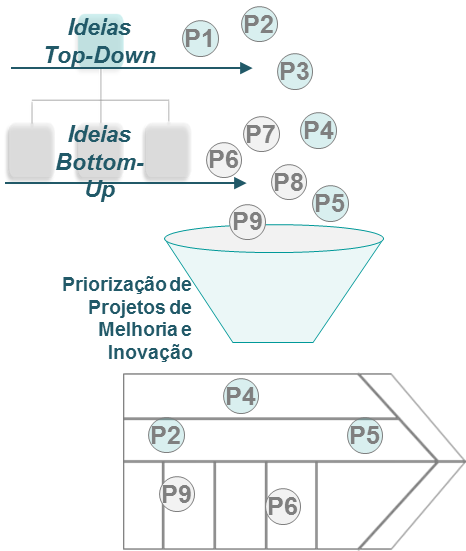 Ideias
Top-Down
P1
P2
P3
Ideias
Bottom-
Up
P4
P7
P6
P8
P5
P9
Priorização de
Projetos de
Melhoria e
Inovação
P4
P2
P5
P9
P6